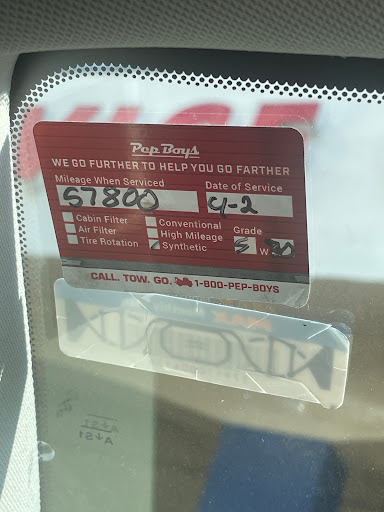 Pep Boys
WE GO FURTHER TO HELP YOU GO FARTHER
Mileage When Serviced Date of Service
57800 4-2
Cabin Filter Conventional Grade
Air Filter High Mileage 5 W
Tire Rotation Synthetic
CALL. TOW. GO. 1-800-PEP-BOYS
A↓S1